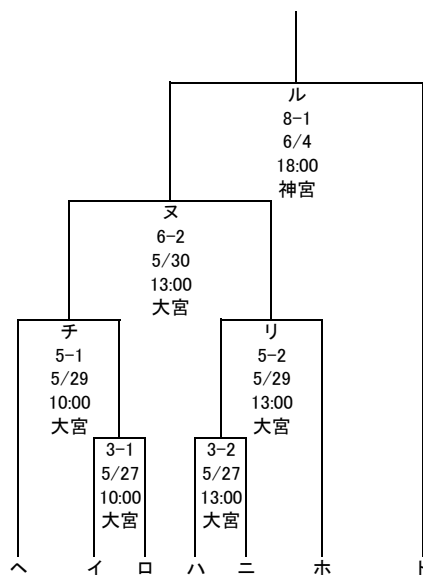 ル
8-1
6/4
18:00
神宮
ヌ
6-2
5/30
13:00
大宮
チ
5-1
5/29
10:00
大宮
リ
5-2
5/29
13:00
大宮
3-1
5/27
10:00
大宮
3-2
5/27
13:00
大宮
ヘ イ ロ ハ ニ ホ ト